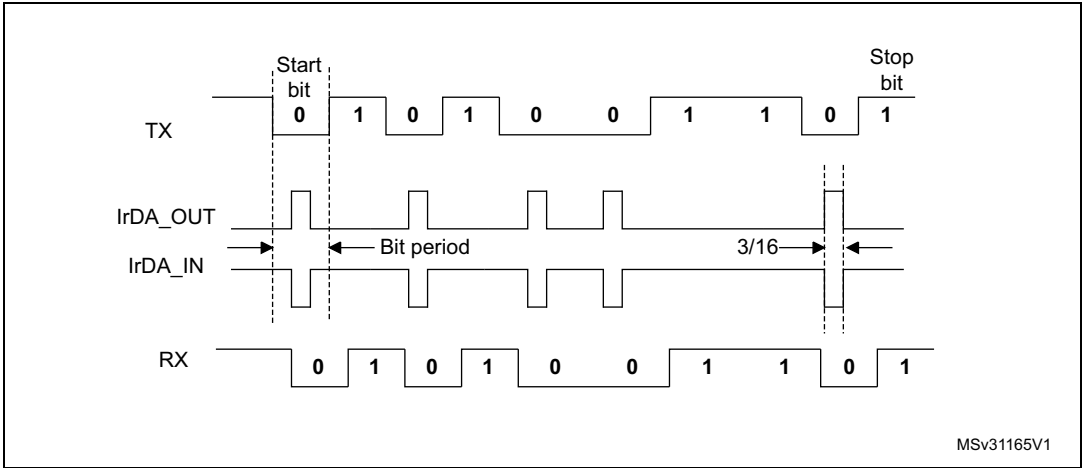 Start
bit
Stop
bit
TX
0 1 0 1 0 0 1 1 0 1
IrDA_OUT
Bit period
3/16
IrDA_IN
RX
0 1 0 1 0 0 1 1 0 1
MSv31165V1